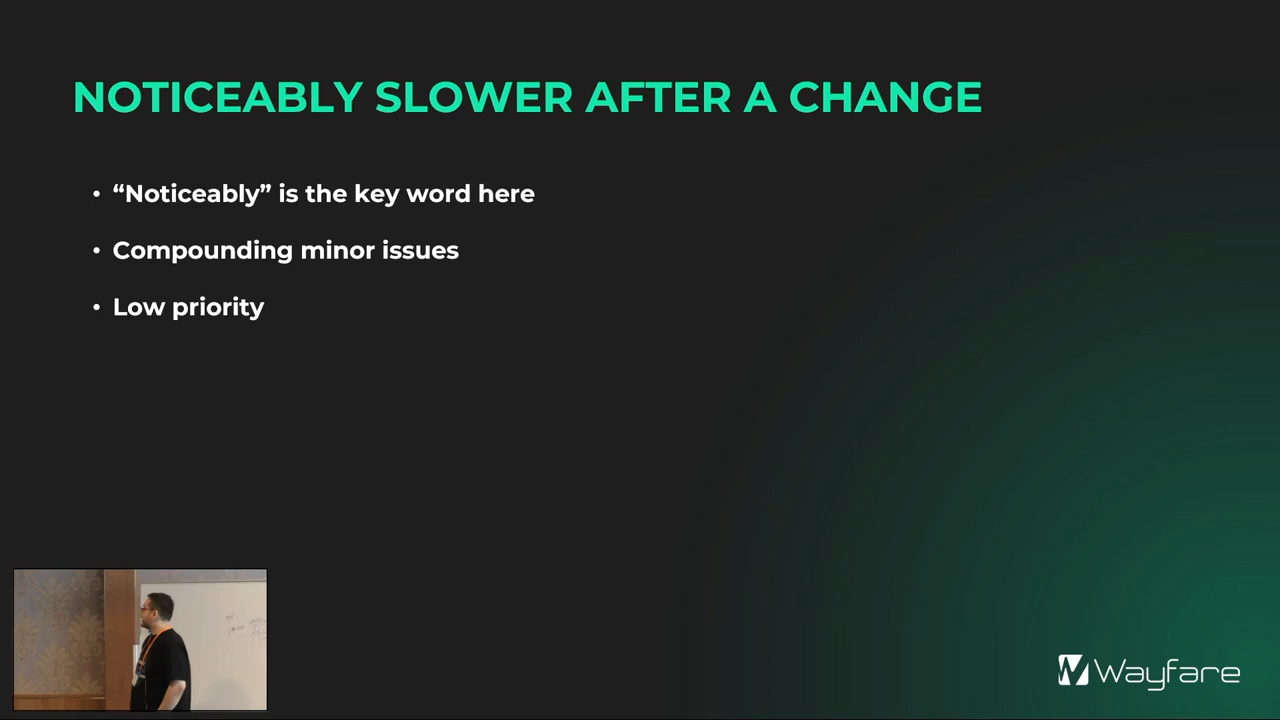 NOTICEABLY SLOWER AFTER A CHANGE
• “Noticeably” is the key word here
• Compounding minor issues
• Low priority
Wayfare